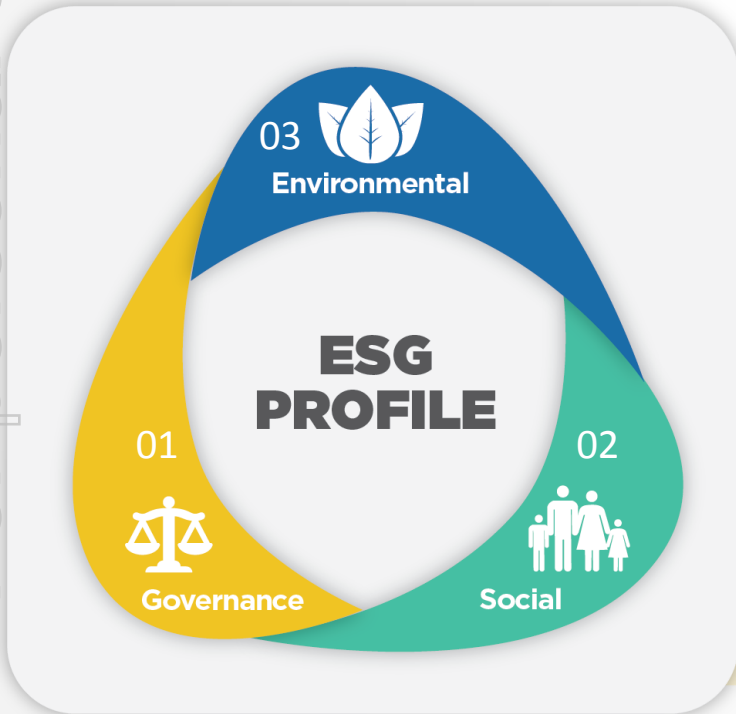 03
Environmental
ESG
PROFILE
01
02
Governance
Social